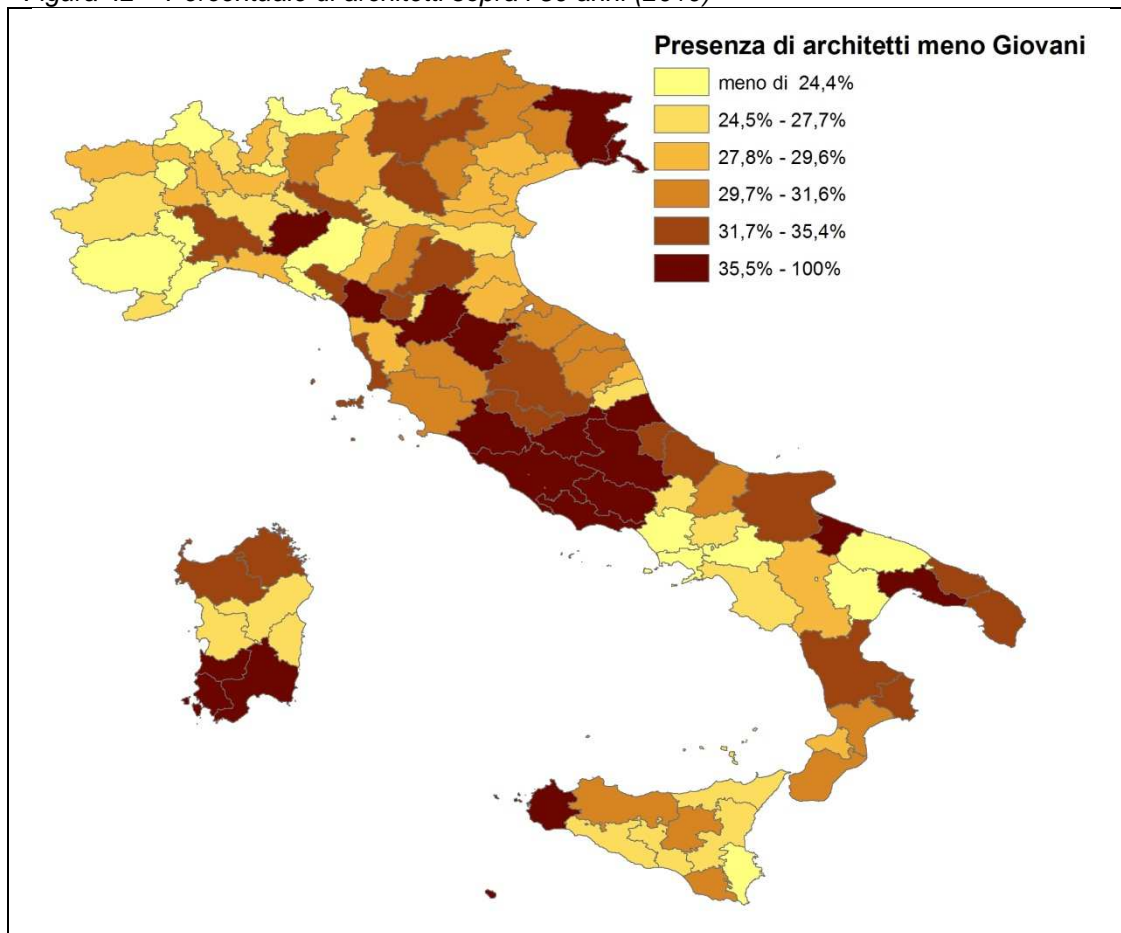 Presenza di architetti meno Giovani
meno di 24,4%
24,5% - 27,7%
27,8% - 29,6%
29,7% - 31,6%
31,7% - 35,4%
35,5% - 100%